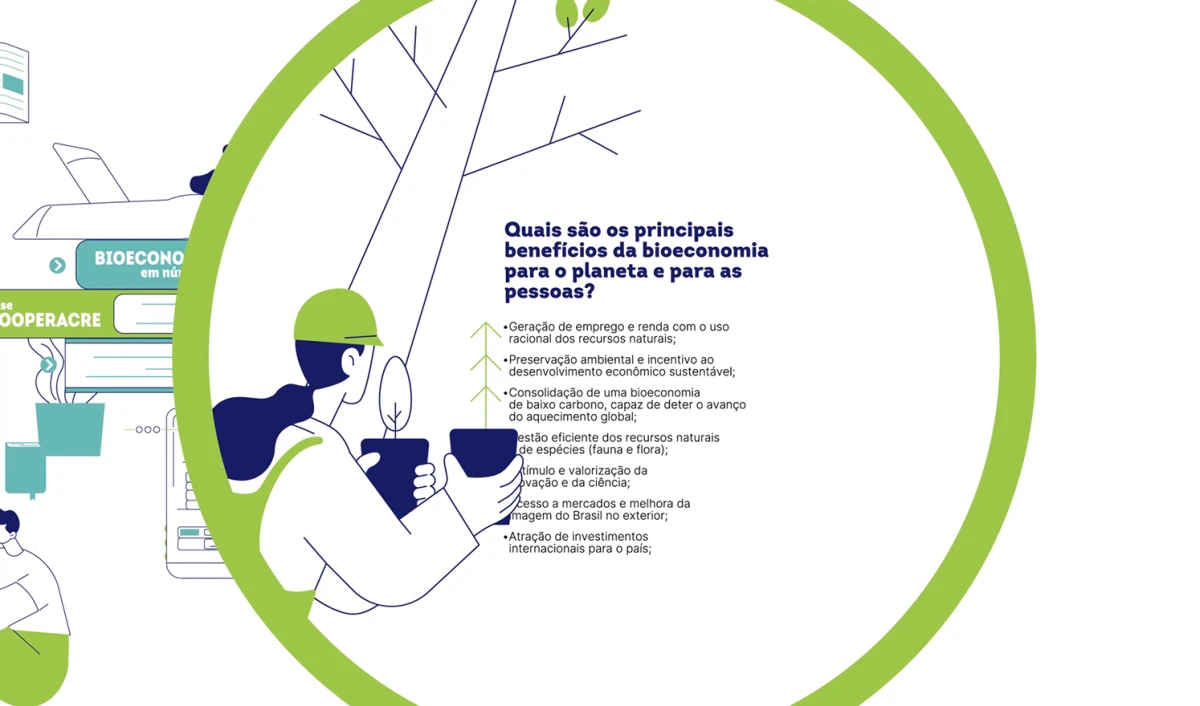 BIOECONO
em nú
se
OOPERACRE
Quais são os principais
benefícios da bioeconomia
para o planeta e para as
pessoas?
•Geração de emprego e renda com o uso
racional dos recursos naturais;
•Preservação ambiental e incentivo ao
desenvolvimento econômico sustentável;
•Consolidação de uma bioeconomia
de baixo carbono, capaz de deter o avanço
do aquecimento global;
estão eficiente dos recursos naturais
de espécies (fauna e flora);
tímulo e valorização da
ovação e da ciência;
cesso a mercados e melhora da
imagem do Brasil no exterior;
•Atração de investimentos
internacionais para o país;